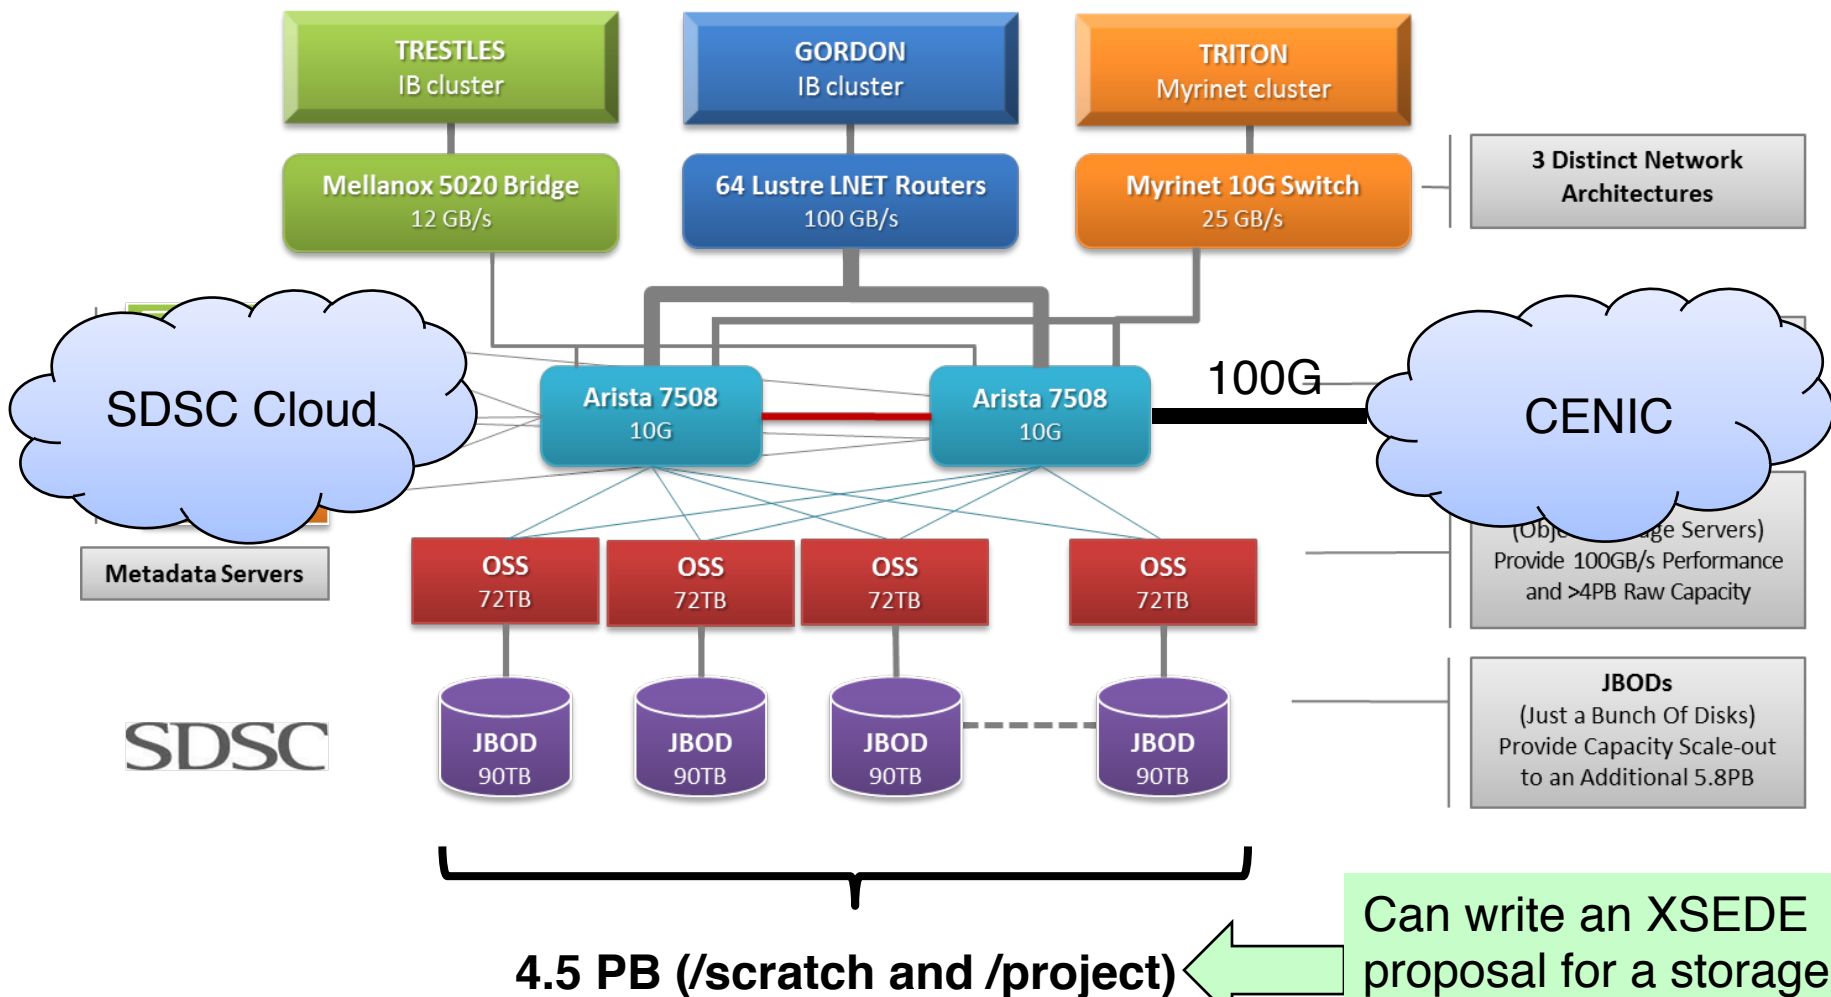 TRESTLES
IB cluster
GORDON
IB cluster
TRITON
Myrinet cluster
Mellanox 5020 Bridge
12 GB/s
64 Lustre LNET Routers
100 GB/s
Myrinet 10G Switch
25 GB/s
3 Distinct Network
Architectures
SDSC Cloud
Arista 7508
10G
Arista 7508
10G
100G
CENIC
Metadata Servers
OSS
72TB
OSS
72TB
OSS
72TB
OSS
72TB
Servers)
Provide 100GB/s Performance
and >4PB Raw Capacity
SDSC
JBOD
90TB
JBOD
90TB
JBOD
90TB
JBOD
90TB
JBODs
(Just a Bunch Of Disks)
Provide Capacity Scale-out
to an Additional 5.8PB
4.5 PB (/scratch and /project)
Can write an XSEDE
proposal for a storage